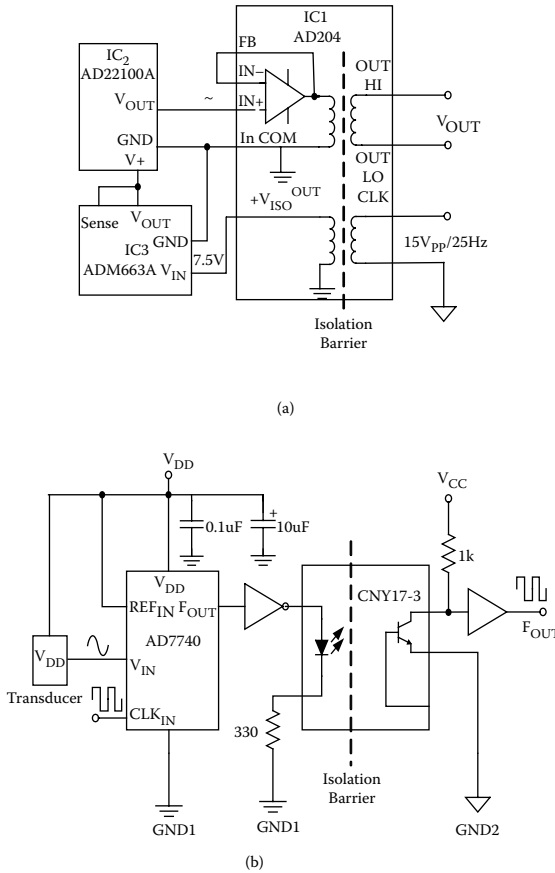 IC1
AD204
FB
IC2
AD22100A
IN−
OUT
HI
VOUT
~
IN+
VOUT
GND
In COM
V+
OUT
LO
CLK
+VISO OUT
Sense
VOUT
GND
IC3
ADM663A
VIN
7.5V
15VPP/25Hz
Isolation
Barrier
(a)
VDD
VCC
+
0.1uF
10uF
1k
VDD
CNY17-3
REFIN
FOUT
AD7740
FOUT
VDD
VIN
Transducer
CLKIN
330
Isolation
Barrier
GND1
GND1
GND2
(b)